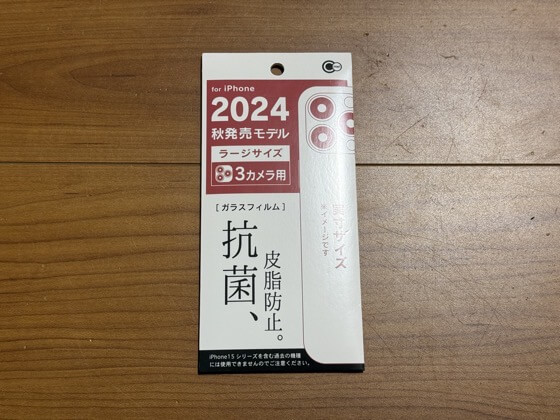 for iPhone
2024
秋発売モデル
ラージサイズ
3カメラ用
[ガラスフィルム]
抗菌、
皮脂防止。
実寸サイズ
※イメージです
iPhone15シリーズを含む過去の機種
には使用できませんのでご注意ください。